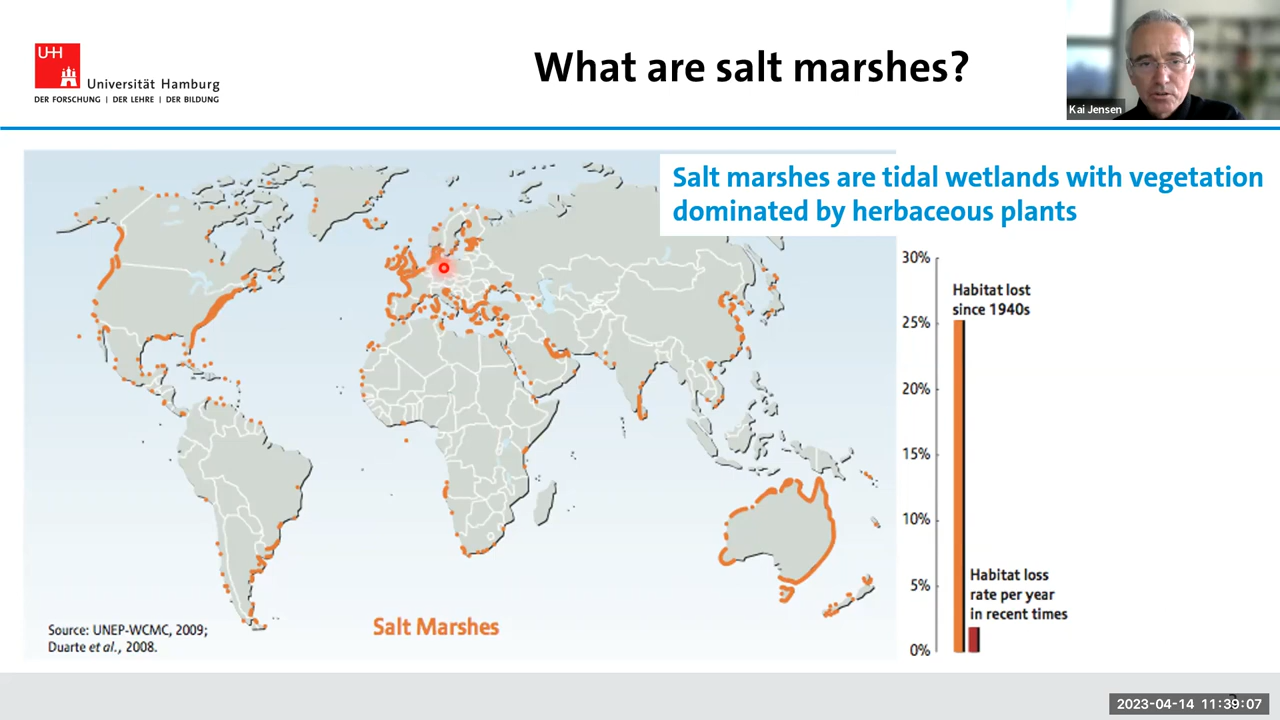 UHH
Universität Hamburg
DER FORSCHUNG | DER LEHRE | DER BILDUNG
What are salt marshes?
Kai Jensen
Salt marshes are tidal wetlands with vegetation
dominated by herbaceous plants
30%
Habitat lost
since 1940s
25%
20%
15%
10%
5%
Habitat loss
rate per year
in recent times
0%
Source: UNEP-WCMC, 2009;
Duarte et al., 2008.
Salt Marshes
2023-04-14 11:39:07